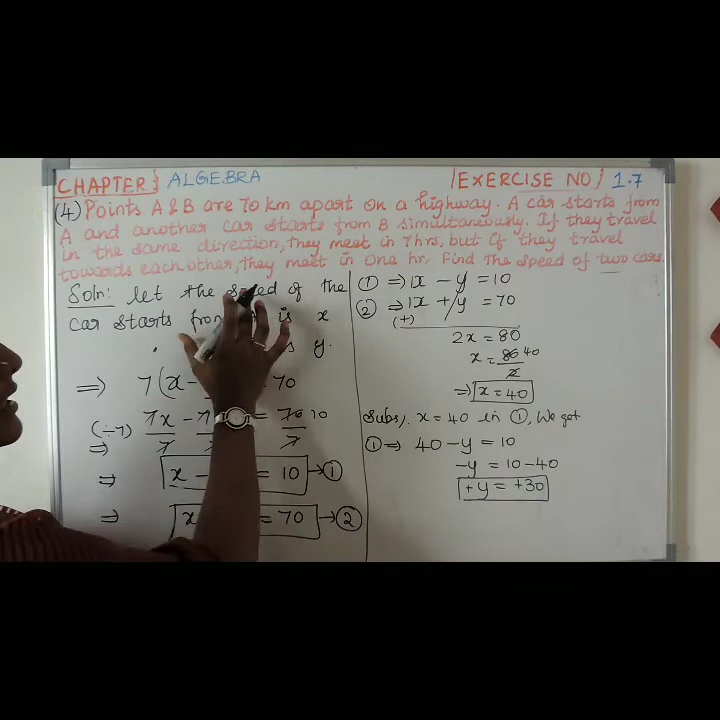 CHAPTER: ALGEBRA
EXERCISE NO 1.7
(4) Points A & B are 70 km apart on a highway. A car starts from
A and another car starts from B simultaneously. If they travel
in the same direction, they meet in 7 hrs, but if they travel
towards each other, they meet in one hr. Find the speed of two cars.
Soln: let the speed of the
car starts from is x
is y.
⇒ 7(x - 70
(÷7) 7x/7 - 7 = 70/7 10
⇒
⇒ x - = 10 → ①
⇒ x = 70 → ②
① ⇒ 1x - y = 10
② ⇒ 1x + y = 70
(+)
2x = 80
x = 80/2 40
⇒ x = 40
Subs,. x = 40 in ①, We get
① ⇒ 40 - y = 10
-y = 10 - 40
+y = +30